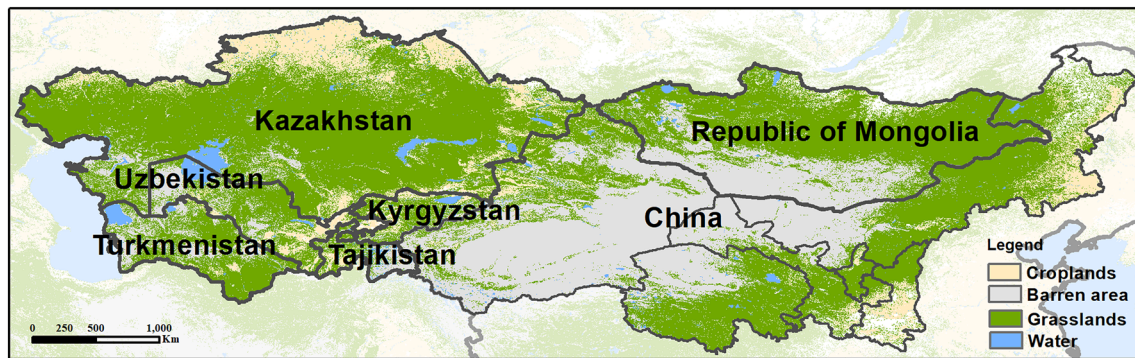 Kazakhstan
Republic of Mongolia
Uzbekistan
Kyrgyzstan
China
Turkmenistan
Tajikistan
Legend
Croplands
Barren area
Grasslands
Water
0 250 500 1,000
Km